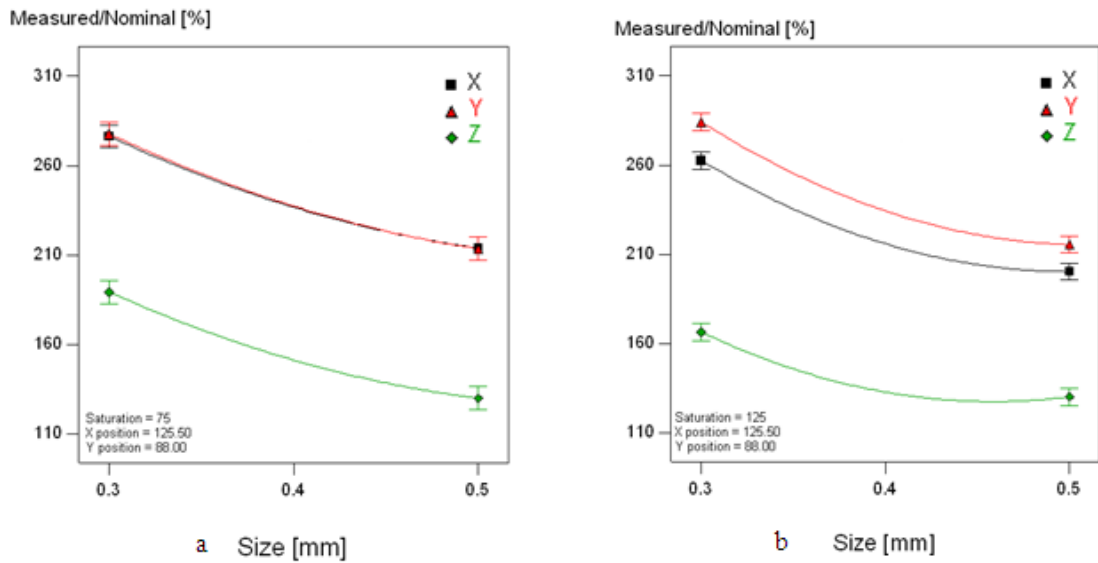 Measured/Nominal [%]
310
260
210
160
110
X
Y
Z
Saturation = 75
X position = 125.50
Y position = 88.00
0.3
0.4
0.5
a Size [mm]
Measured/Nominal [%]
310
260
210
160
110
X
Y
Z
Saturation = 125
X position = 125.50
Y position = 88.00
0.3
0.4
0.5
b Size [mm]